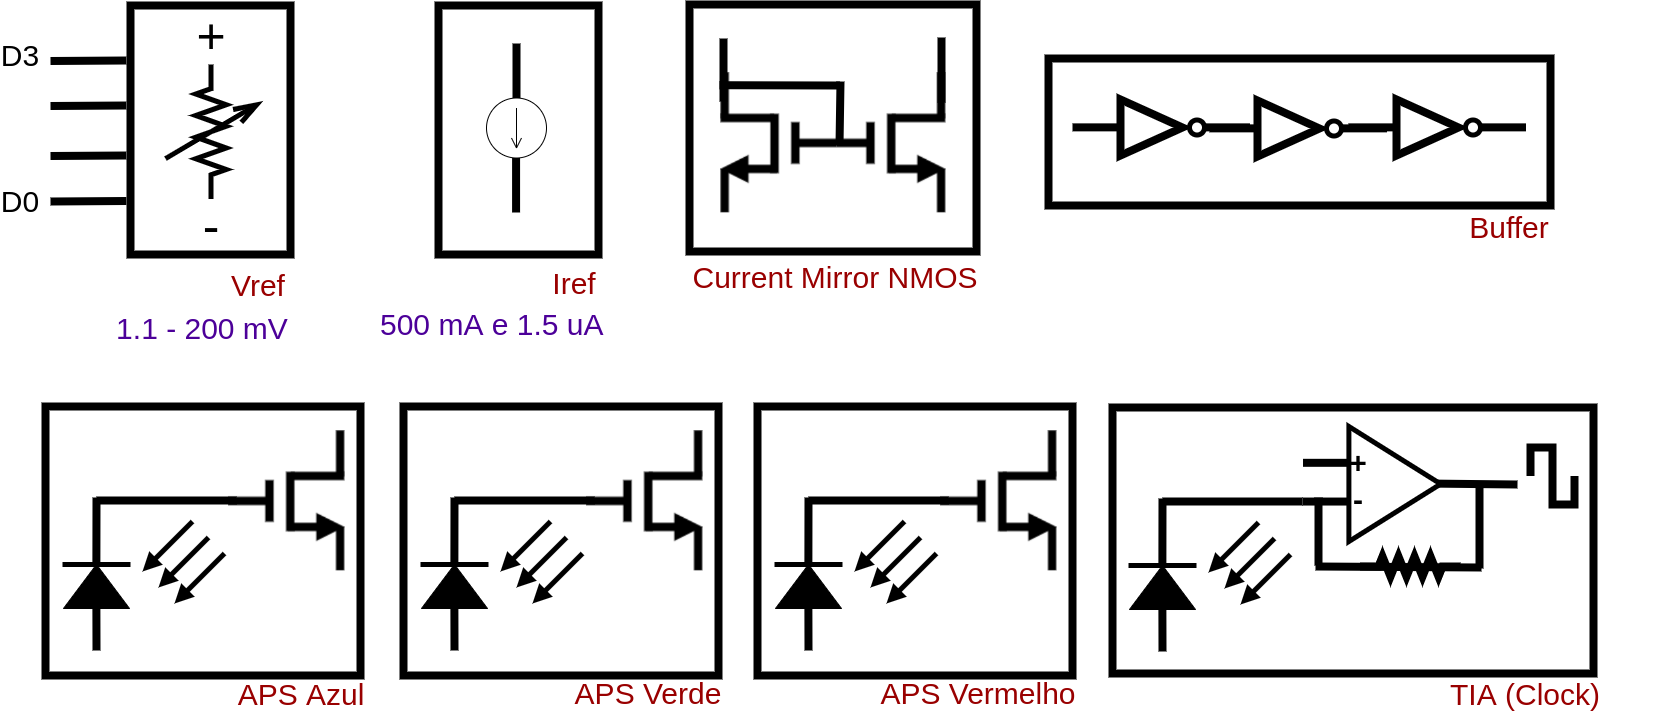 D3
+
D0
-
Vref
1.1 - 200 mV
Iref
500 mA e 1.5 uA
Current Mirror NMOS
Buffer
APS Azul
APS Verde
APS Vermelho
+
-
TIA (Clock)